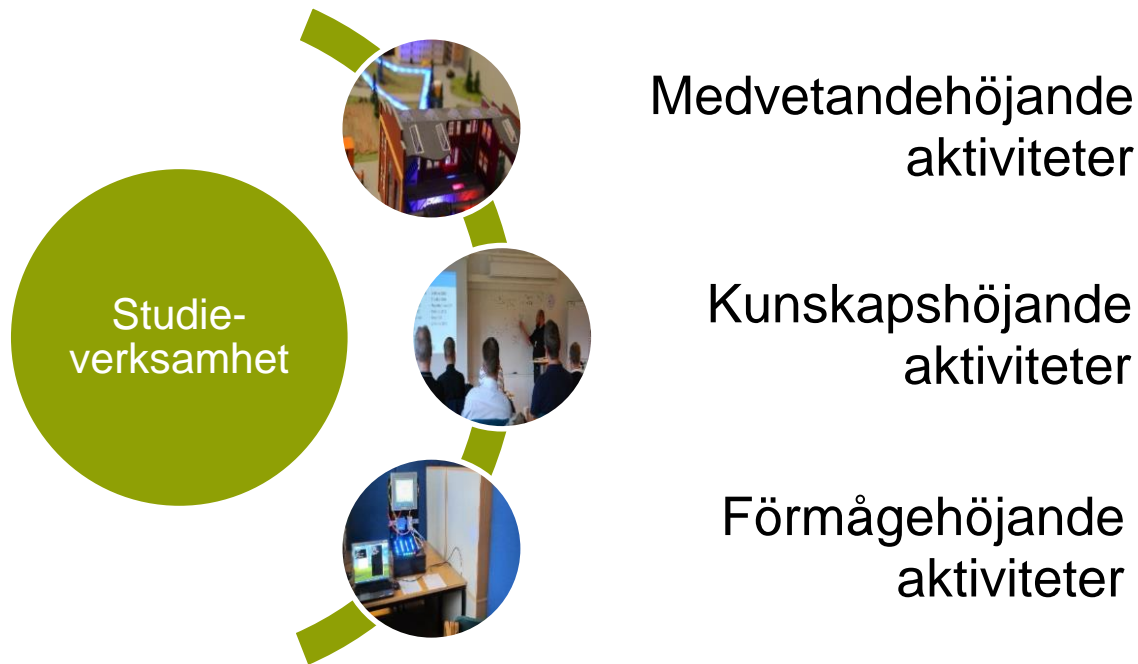 Medvetandehöjande
aktiviteter
Studie-
verksamhet
Kunskapshöjande
aktiviteter
Förmågehöjande
aktiviteter